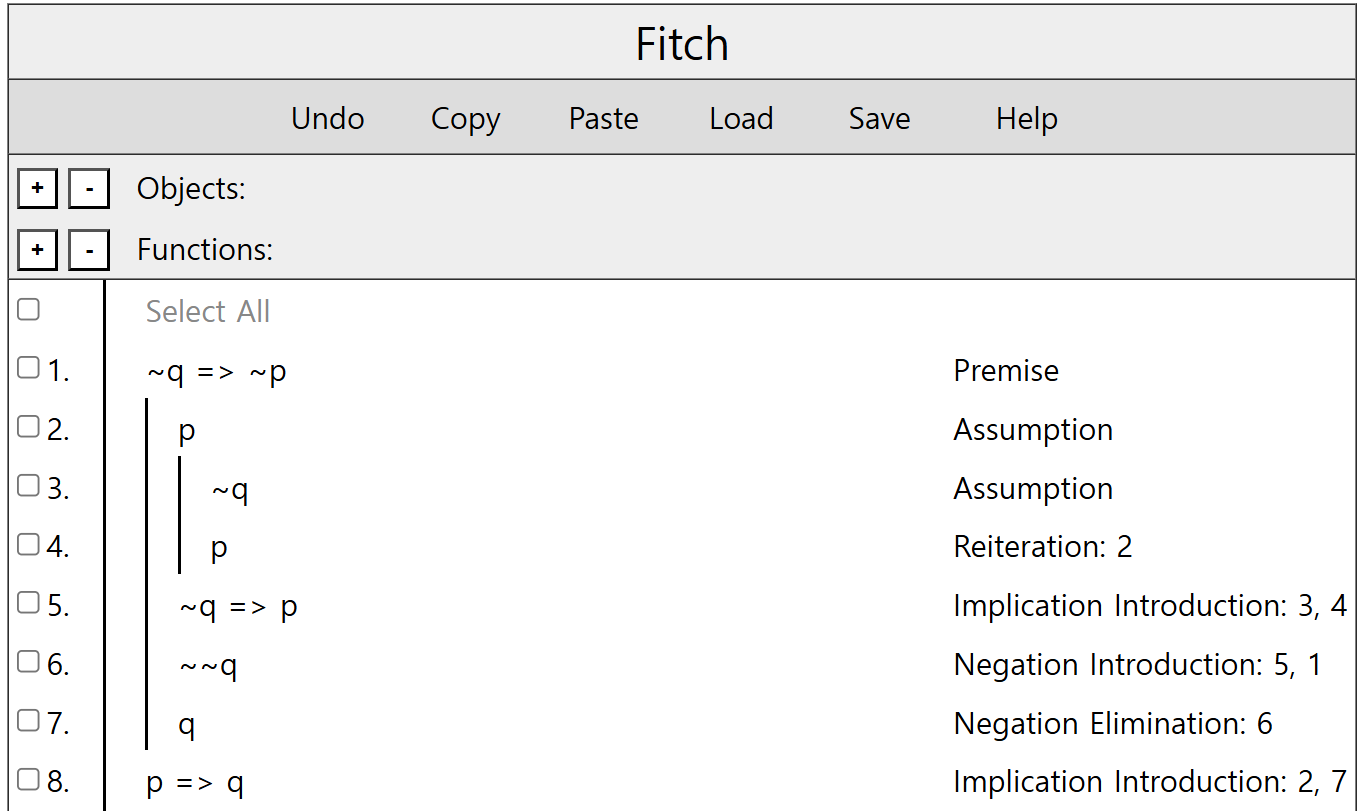 Fitch
Undo Copy Paste Load Save Help
+ - Objects:
+ - Functions:
Select All
1. ~q => ~p Premise
2. p Assumption
3. ~q Assumption
4. p Reiteration: 2
5. ~q => p Implication Introduction: 3, 4
6. ~~q Negation Introduction: 5, 1
7. q Negation Elimination: 6
8. p => q Implication Introduction: 2, 7